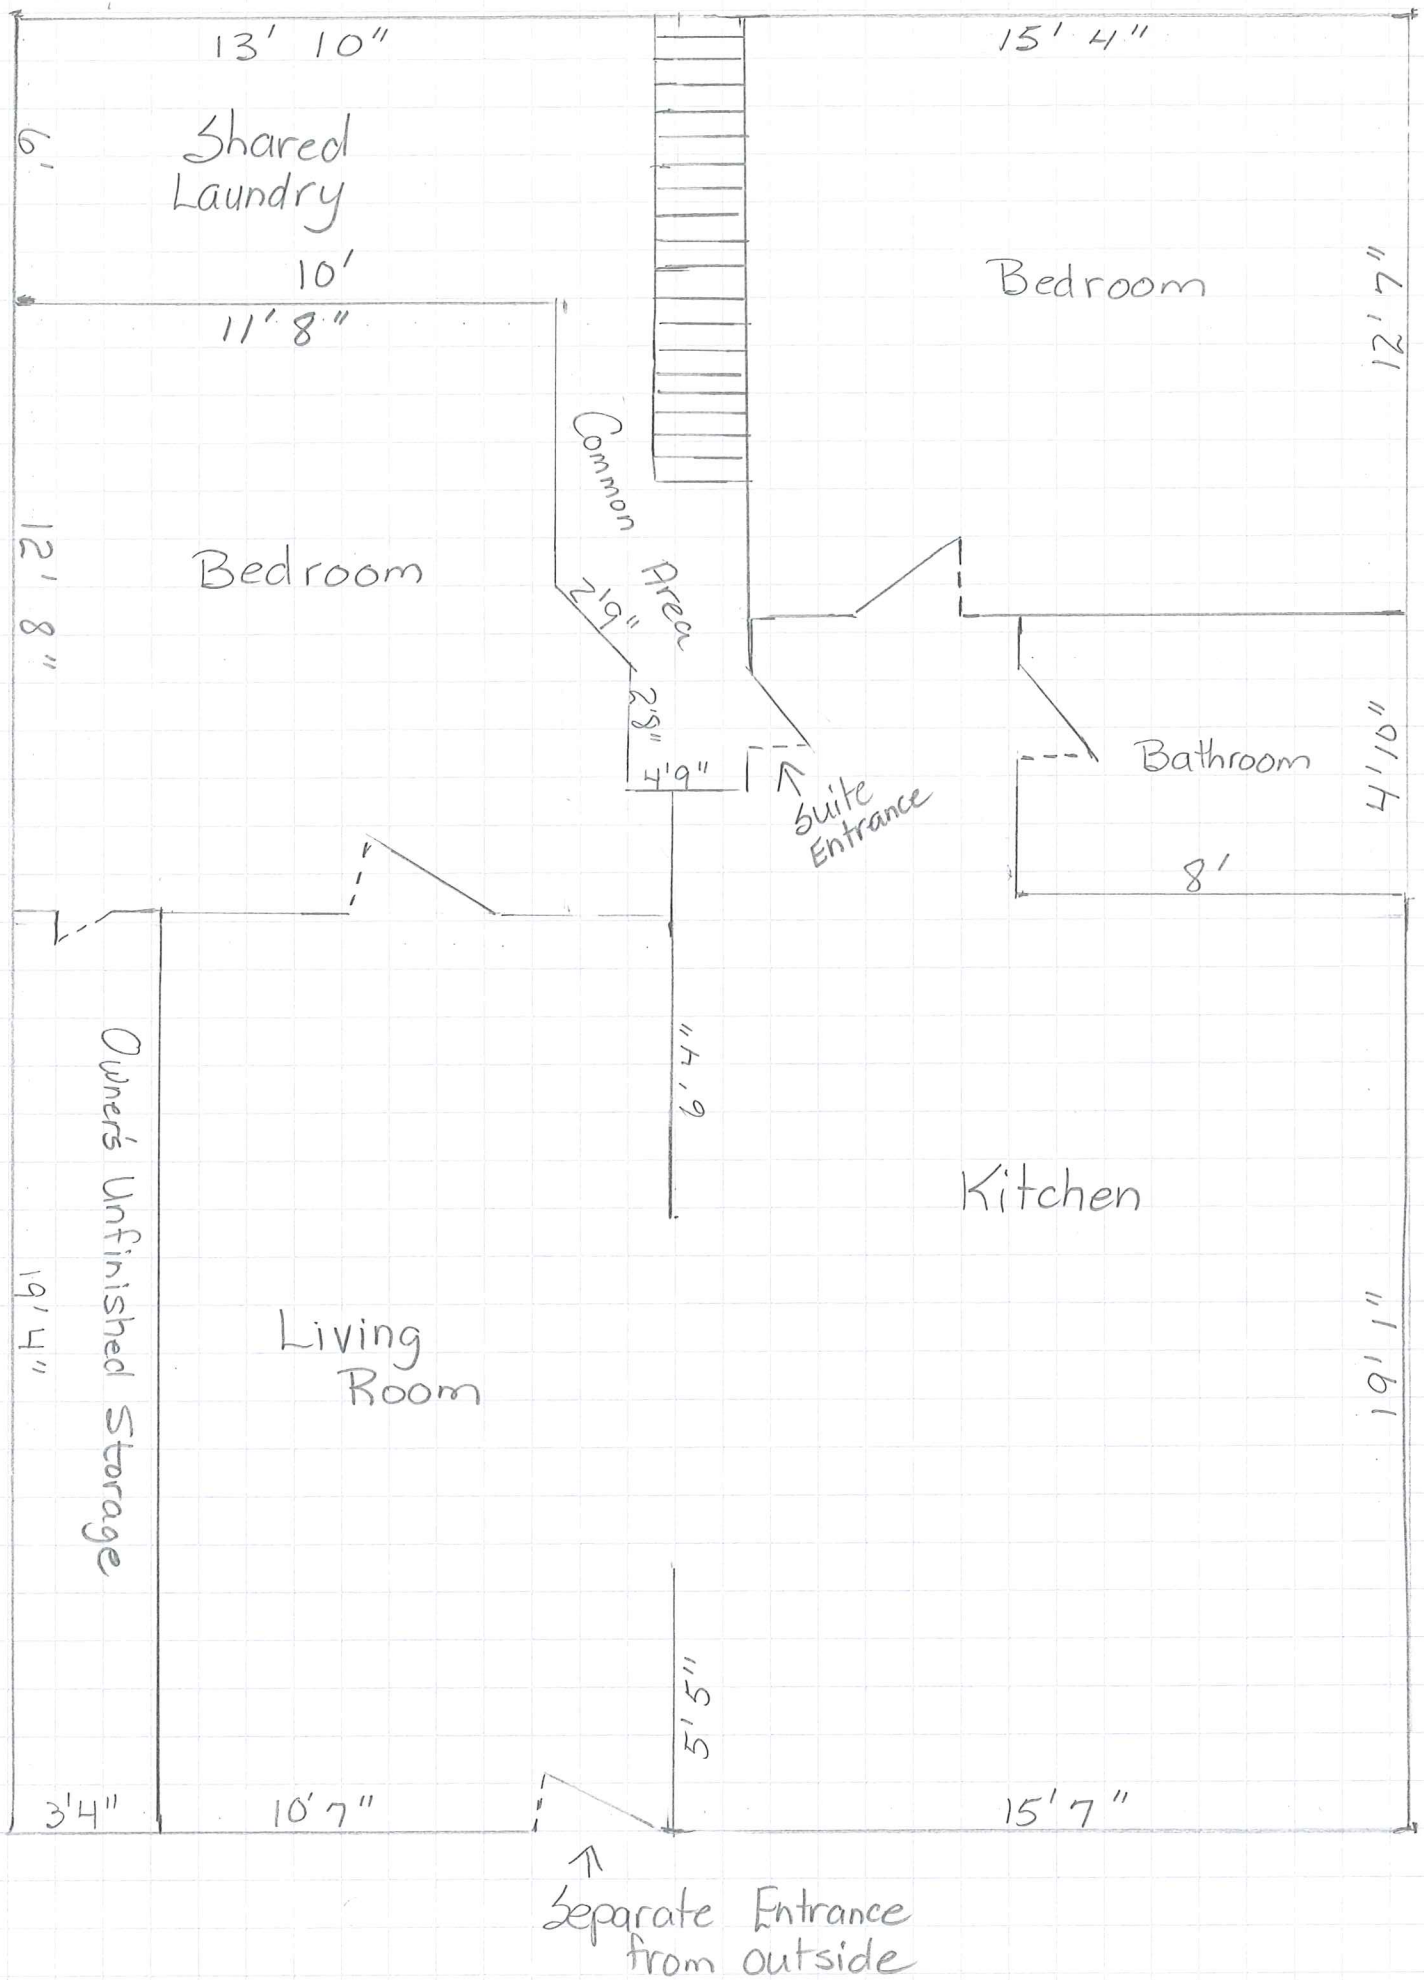 13' 10"
15' 4"
6'
Shared
Laundry
10'
11' 8"
Bedroom
12' 7"
Common
Area
12' 8"
Bedroom
2'9"
2'8"
4'9"
Suite
Entrance
Bathroom
4' 10"
8'
Owner's Unfinished Storage
9' 4"
Kitchen
19' 4"
Living
Room
19' 1"
5' 5"
3'4"
10' 7"
15' 7"
Separate Entrance
from outside